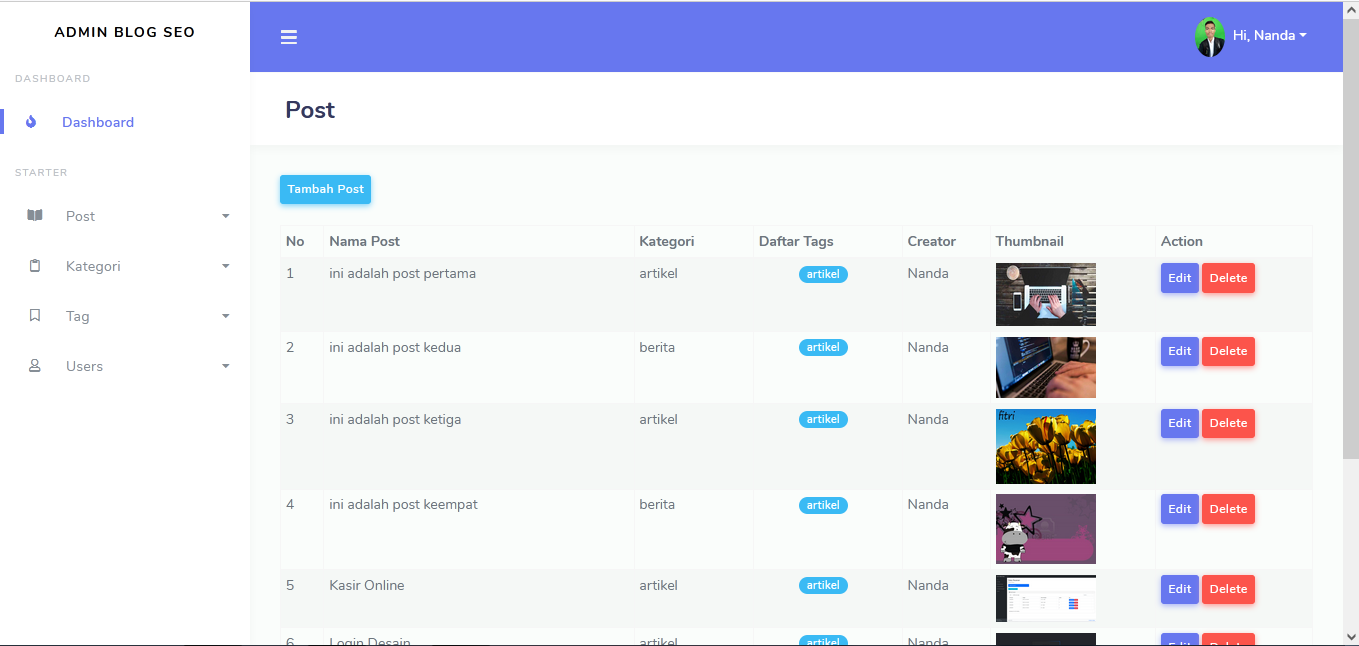 ADMIN BLOG SEO
Hi, Nanda
DASHBOARD
Dashboard
STARTER
Post
Kategori
Tag
Users
Post
Tambah Post
No Nama Post Kategori Daftar Tags Creator Thumbnail Action
1 ini adalah post pertama artikel artikel Nanda Edit Delete
2 ini adalah post kedua berita artikel Nanda Edit Delete
3 ini adalah post ketiga artikel artikel Nanda fitri Edit Delete
4 ini adalah post keempat berita artikel Nanda Edit Delete
5 Kasir Online artikel artikel Nanda Edit Delete
6 Login Desain artikel artikel Nanda Edit Delete